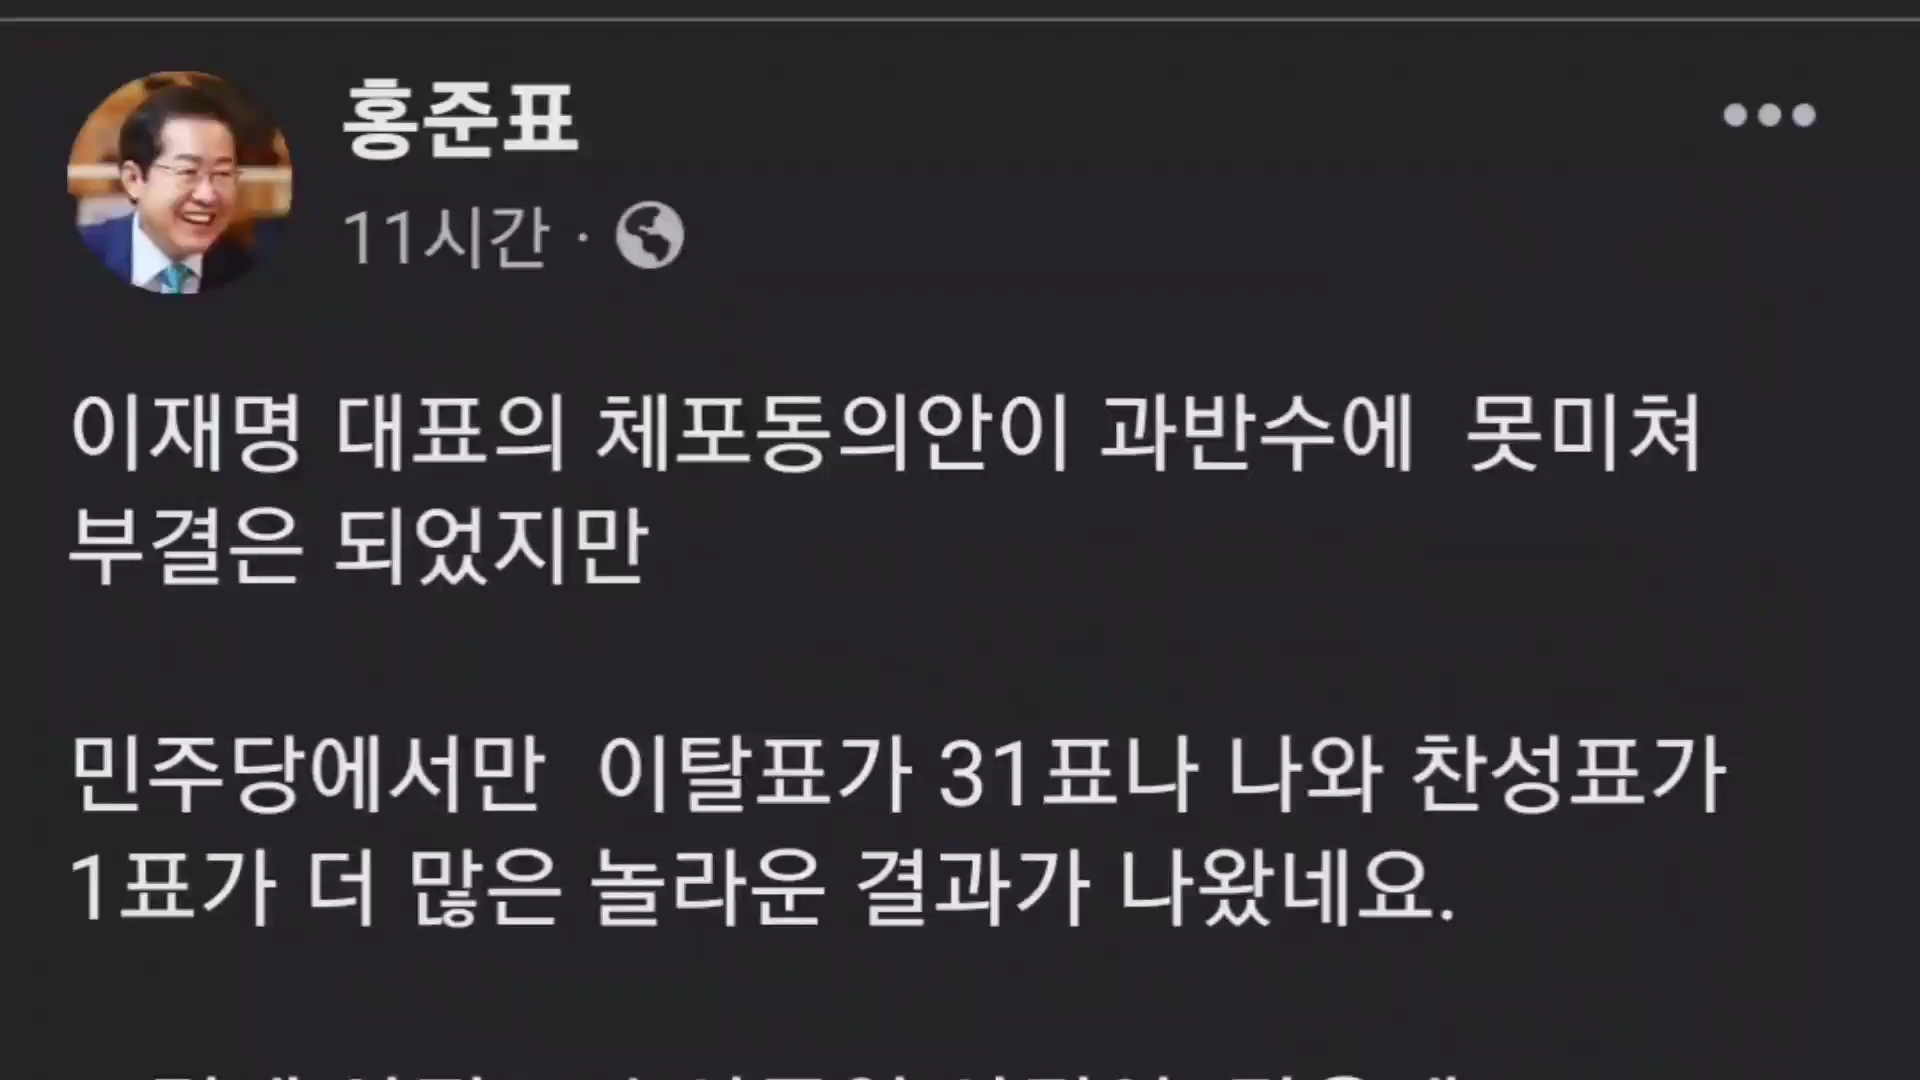 홍준표
11시간 ·
이재명 대표의 체포동의안이 과반수에 못미쳐
부결은 되었지만
민주당에서만 이탈표가 31표나 나와 찬성표가
1표가 더 많은 놀라운 결과가 나왔네요.